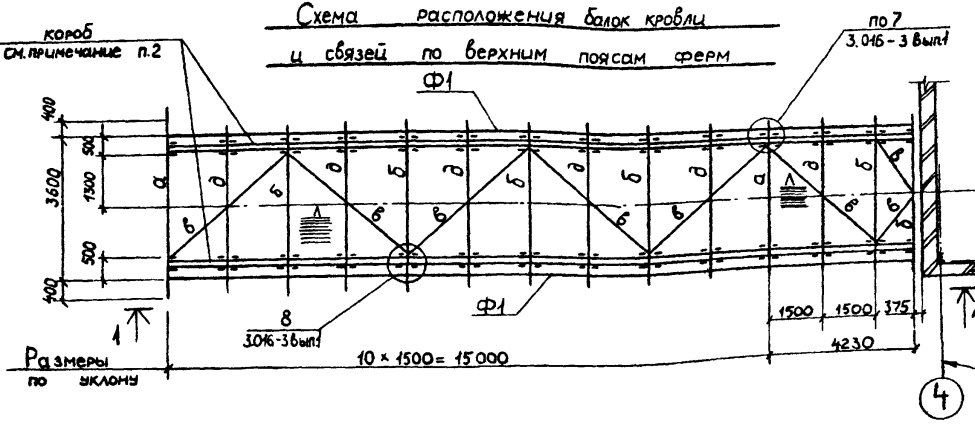 Схема расположения балок кровли
и связей по верхним поясам ферм
короб
см.примечание п.2
по 7
3.016-3 вып1
Ф1
400
500
3600
1300
500
400
а д б д б д б д б д а д б
в в в в в в в в
б
Ф1
8
3.016-3 вып1
1
1500 1500 375
10 × 1500 = 15000
4230
Размеры
по уклону
4